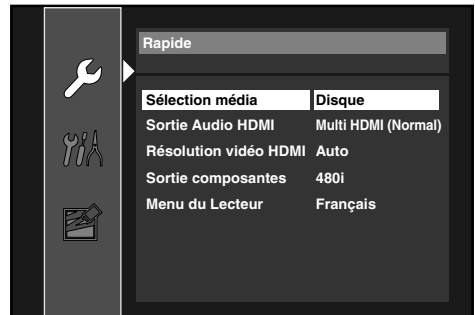 Rapide
Sélection média Disque
Sortie Audio HDMI Multi HDMI (Normal)
Résolution vidéo HDMI Auto
Sortie composantes 480i
Menu du Lecteur Français